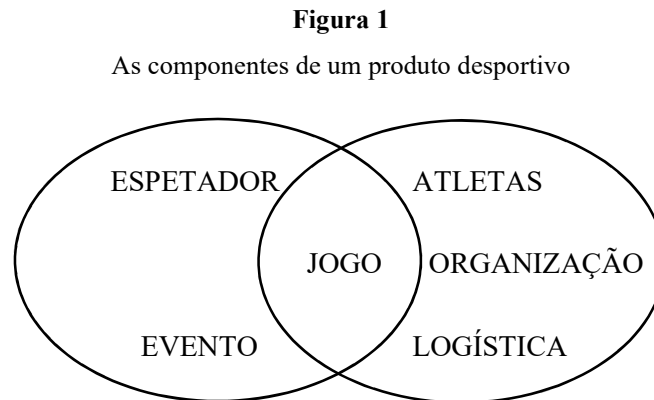 Figura 1
As componentes de um produto desportivo
ESPETADOR ATLETAS
JOGO ORGANIZAÇÃO
EVENTO LOGÍSTICA